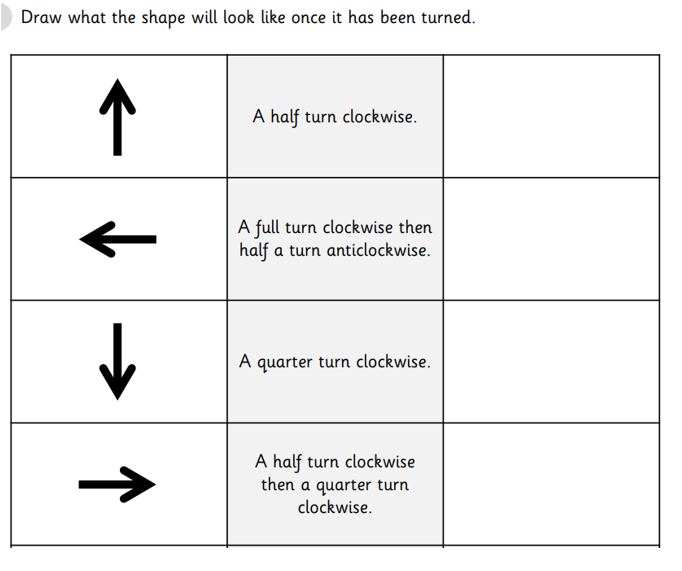 Draw what the shape will look like once it has been turned.
A half turn clockwise.
A full turn clockwise then
half a turn anticlockwise.
A quarter turn clockwise.
A half turn clockwise
then a quarter turn
clockwise.